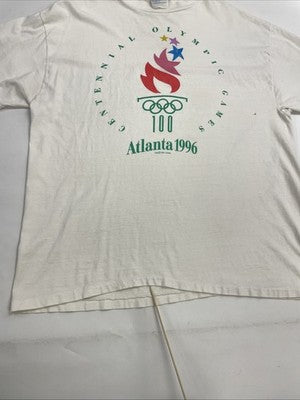 CENTENNIAL OLYMPIC GAMES
100
Atlanta 1996